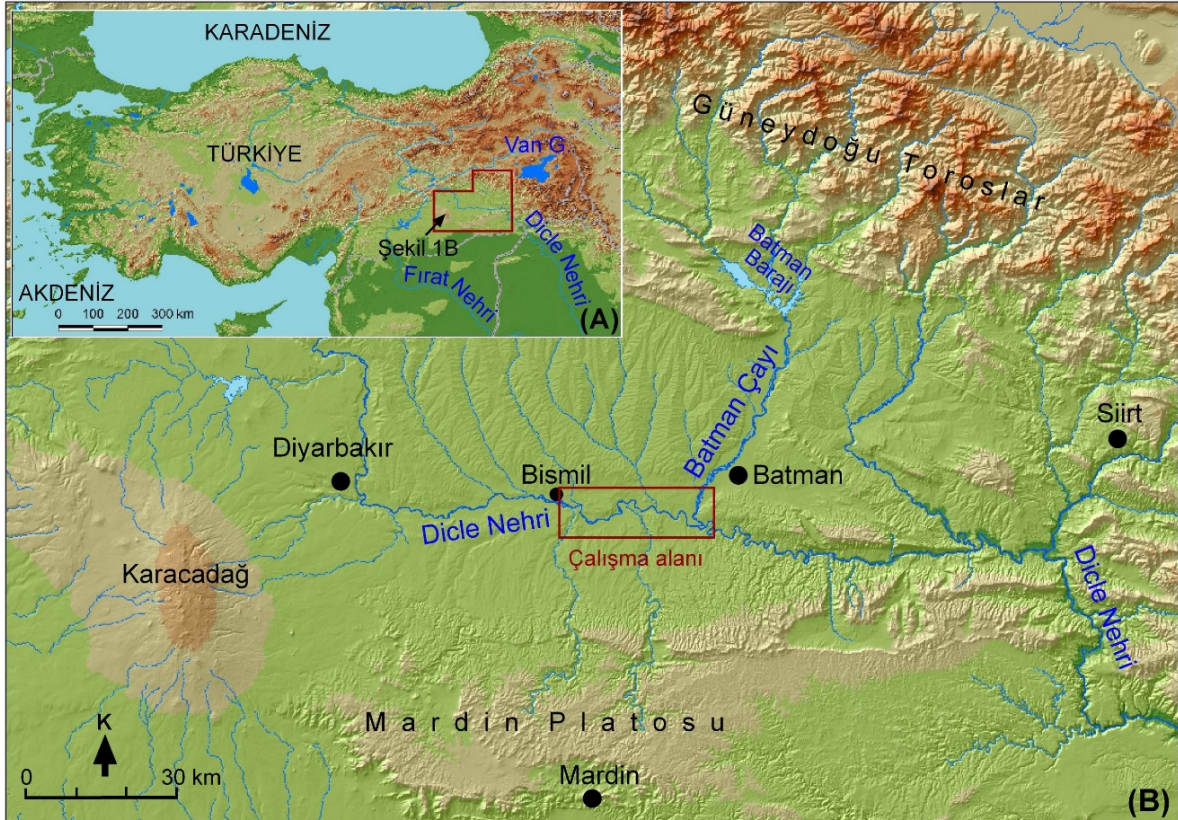 KARADENİZ
TÜRKİYE
Van G.
Şekil 1B
Fırat Nehri
Dicle Nehri
AKDENİZ
0 100 200 300 km
(A)
Güneydoğu Toroslar
Batman
Barajı
Batman Çayı
Siirt
Diyarbakır
Bismil
Batman
Dicle Nehri
Çalışma alanı
Karacadağ
Dicle Nehri
Mardin Platosu
K
0 30 km
Mardin
(B)